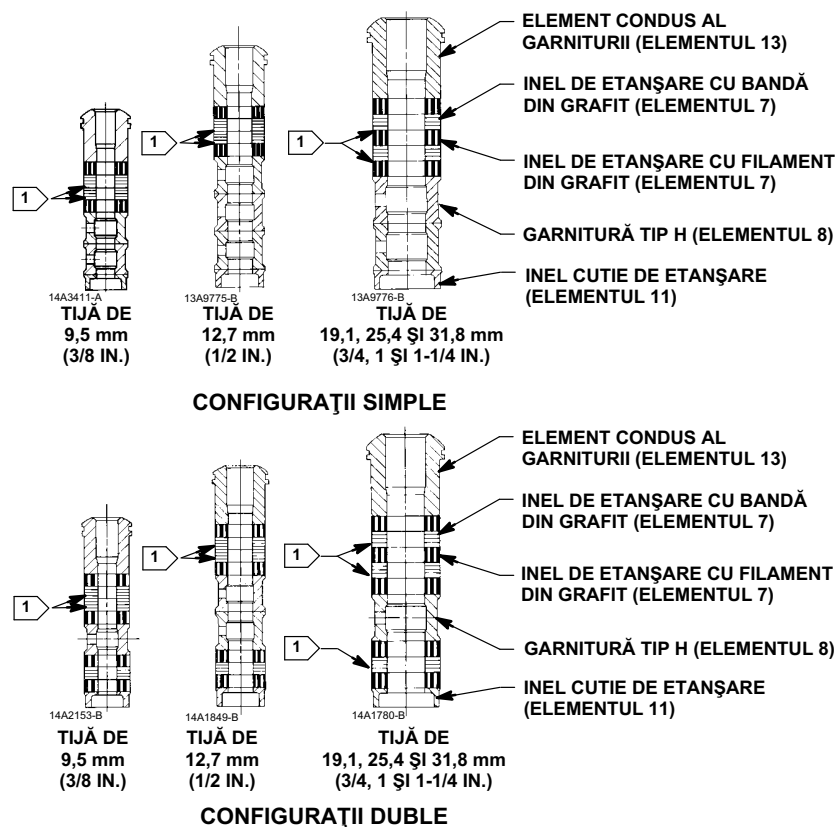 ELEMENT CONDUS AL
GARNITURII (ELEMENTUL 13)
INEL DE ETANŞARE CU BANDĂ
DIN GRAFIT (ELEMENTUL 7)
INEL DE ETANŞARE CU FILAMENT
DIN GRAFIT (ELEMENTUL 7)
GARNITURĂ TIP H (ELEMENTUL 8)
INEL CUTIE DE ETANŞARE
(ELEMENTUL 11)
1
1
1
14A3411-A
13A9775-B
13A9776-B
TIJĂ DE
9,5 mm
(3/8 IN.)
TIJĂ DE
12,7 mm
(1/2 IN.)
TIJĂ DE
19,1, 25,4 ŞI 31,8 mm
(3/4, 1 ŞI 1-1/4 IN.)
CONFIGURAŢII SIMPLE
ELEMENT CONDUS AL
GARNITURII (ELEMENTUL 13)
INEL DE ETANŞARE CU BANDĂ
DIN GRAFIT (ELEMENTUL 7)
INEL DE ETANŞARE CU FILAMENT
DIN GRAFIT (ELEMENTUL 7)
GARNITURĂ TIP H (ELEMENTUL 8)
INEL CUTIE DE ETANŞARE
(ELEMENTUL 11)
1
1
1
1
14A2153-B
14A1849-B
14A1780-B
TIJĂ DE
9,5 mm
(3/8 IN.)
TIJĂ DE
12,7 mm
(1/2 IN.)
TIJĂ DE
19,1, 25,4 ŞI 31,8 mm
(3/4, 1 ŞI 1-1/4 IN.)
CONFIGURAŢII DUBLE